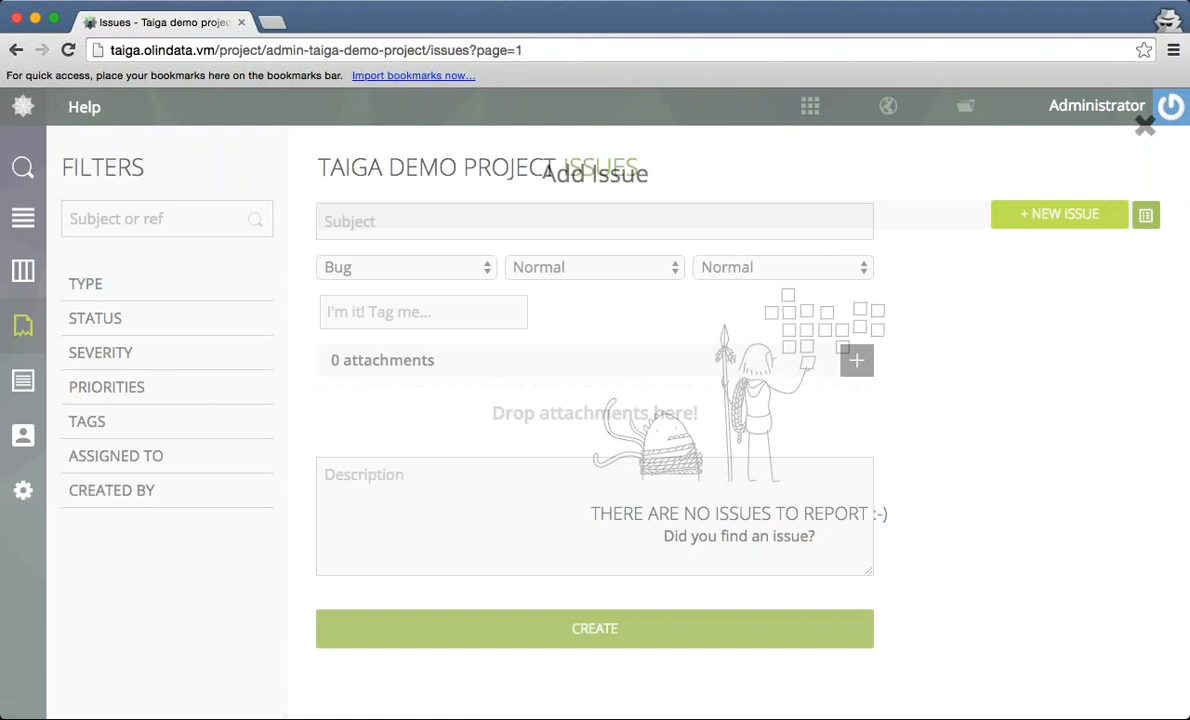 Issues - Taiga demo projec
taiga.olindata.vm/project/admin-taiga-demo-project/issues?page=1
For quick access, place your bookmarks here on the bookmarks bar. Import bookmarks now…
Help
Administrator
FILTERS
Subject or ref
TYPE
STATUS
SEVERITY
PRIORITIES
TAGS
ASSIGNED TO
CREATED BY
TAIGA DEMO PROJECT ISSUES
Add Issue
+ NEW ISSUE
Subject
Bug
Normal
Normal
I'm it! Tag me...
0 attachments
Drop attachments here!
Description
THERE ARE NO ISSUES TO REPORT :-)
Did you find an issue?
CREATE